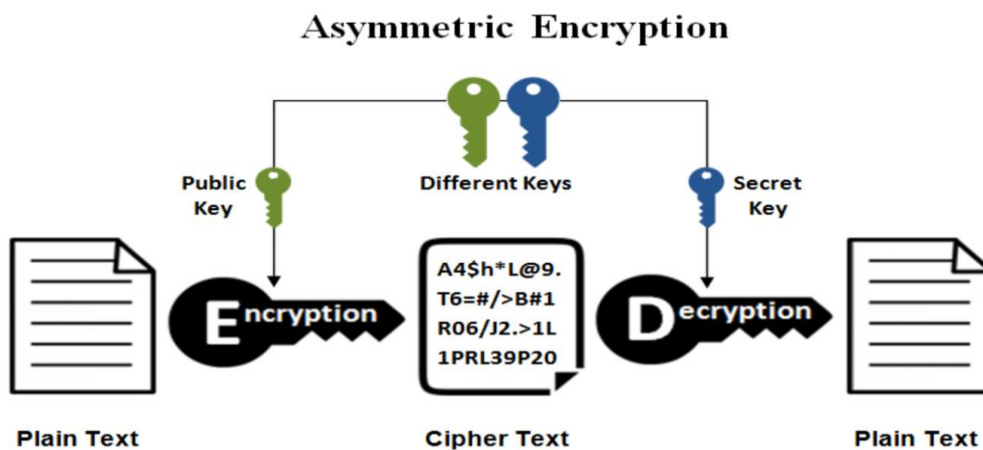 Asymmetric Encryption
Public
Key
Different Keys
Secret
Key
Encryption
A4$h*L@9.
T6=#/>B#1
R06/J2.>1L
1PRL39P20
Decryption
Plain Text
Cipher Text
Plain Text